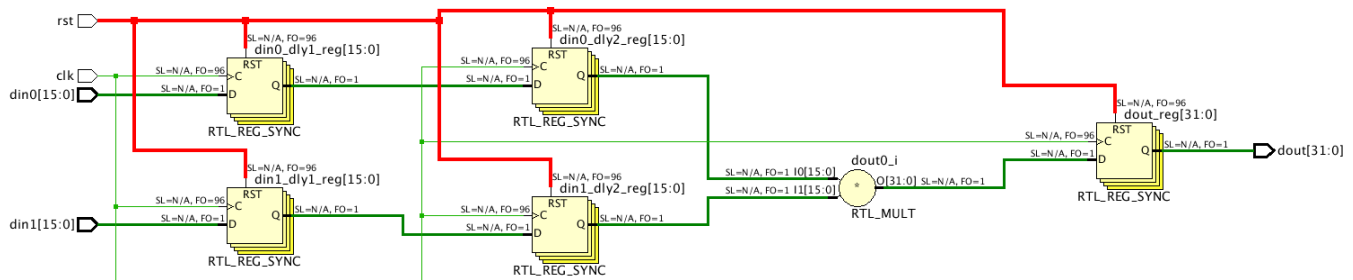 rst
clk
din0[15:0]
din1[15:0]
SL=N/A, FO=96
din0_dly1_reg[15:0]
RST
SL=N/A, FO=96
C
SL=N/A, FO=1
D
Q
SL=N/A, FO=1
RTL_REG_SYNC
SL=N/A, FO=96
din1_dly1_reg[15:0]
RST
SL=N/A, FO=96
C
SL=N/A, FO=1
D
Q
SL=N/A, FO=1
RTL_REG_SYNC
SL=N/A, FO=96
din0_dly2_reg[15:0]
RST
SL=N/A, FO=96
C
SL=N/A, FO=1
D
Q
SL=N/A, FO=1
RTL_REG_SYNC
SL=N/A, FO=96
din1_dly2_reg[15:0]
RST
SL=N/A, FO=96
C
SL=N/A, FO=1
D
Q
SL=N/A, FO=1
RTL_REG_SYNC
dout0_i
SL=N/A, FO=1 I0[15:0]
SL=N/A, FO=1 I1[15:0]
*
O[31:0]
SL=N/A, FO=1
RTL_MULT
SL=N/A, FO=96
dout_reg[31:0]
RST
SL=N/A, FO=96
C
SL=N/A, FO=1
D
Q
SL=N/A, FO=1
RTL_REG_SYNC
dout[31:0]